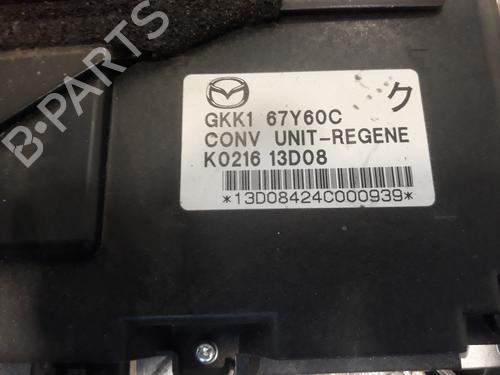 GKK1 67Y60C ク
CONV UNIT-REGENE
K0216 13D08
*13D08424C000939*
B-PARTS